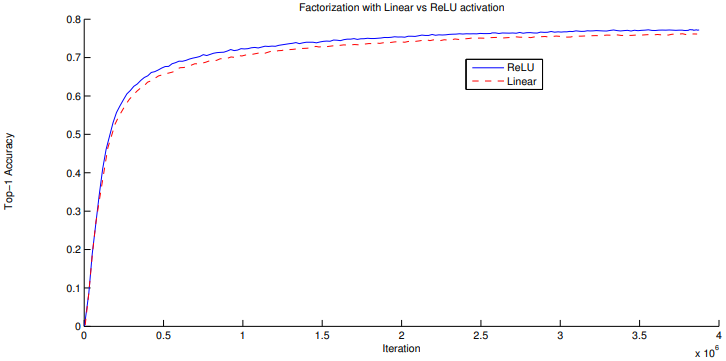 Factorization with Linear vs ReLU activation
0.8
0.7
0.6
0.5
0.4
0.3
0.2
0.1
0
Top−1 Accuracy
ReLU
Linear
0 0.5 1 1.5 2 2.5 3 3.5 4
Iteration
x 10^6